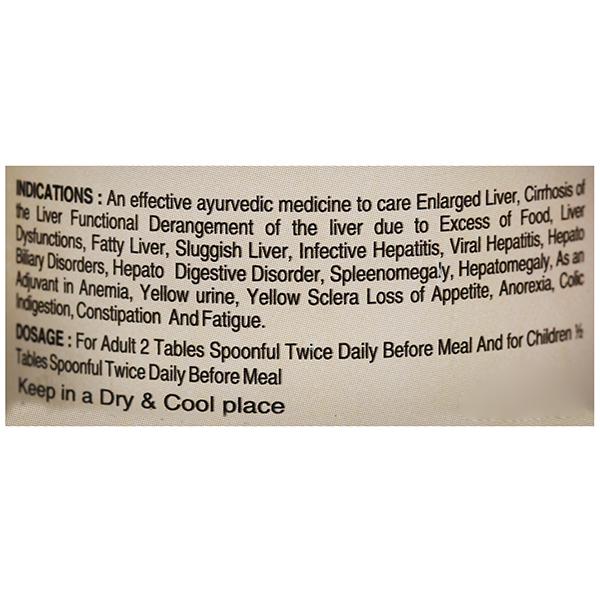 INDICATIONS : An effective ayurvedic medicine to care Enlarged Liver, Cirrhosis of
the Liver Functional Derangement of the liver due to Excess of Food, Liver
Dysfunctions, Fatty Liver, Sluggish Liver, Infective Hepatitis, Viral Hepatitis, Hepato
Biliary Disorders, Hepato Digestive Disorder, Spleenomegaly, Hepatomegaly, As an
Adjuvant in Anemia, Yellow urine, Yellow Sclera Loss of Appetite, Anorexia, Colic
Indigestion, Constipation And Fatigue.
DOSAGE : For Adult 2 Tables Spoonful Twice Daily Before Meal And for Children ½
Tables Spoonful Twice Daily Before Meal
Keep in a Dry & Cool place